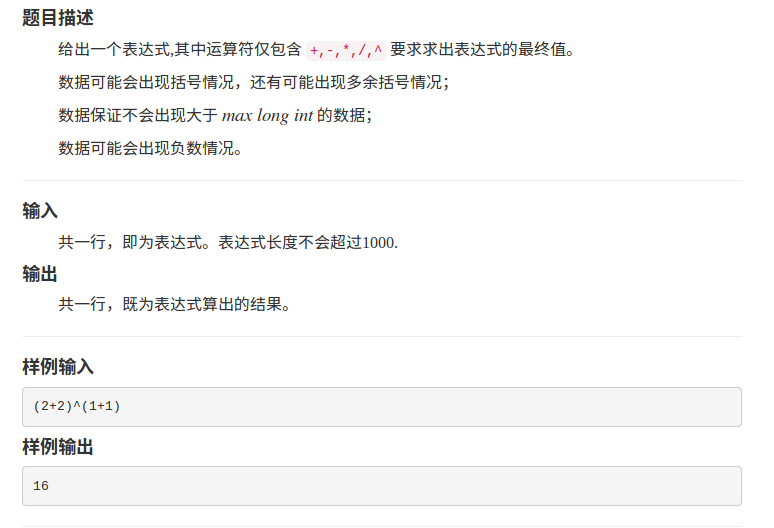 题目描述
给出一个表达式,其中运算符仅包含 +,-,*,/,^ 要求求出表达式的最终值。
数据可能会出现括号情况，还有可能出现多余括号情况；
数据保证不会出现大于 max long int 的数据；
数据可能会出现负数情况。
输入
共一行，即为表达式。表达式长度不会超过1000.
输出
共一行，既为表达式算出的结果。
样例输入
(2+2)^(1+1)
样例输出
16